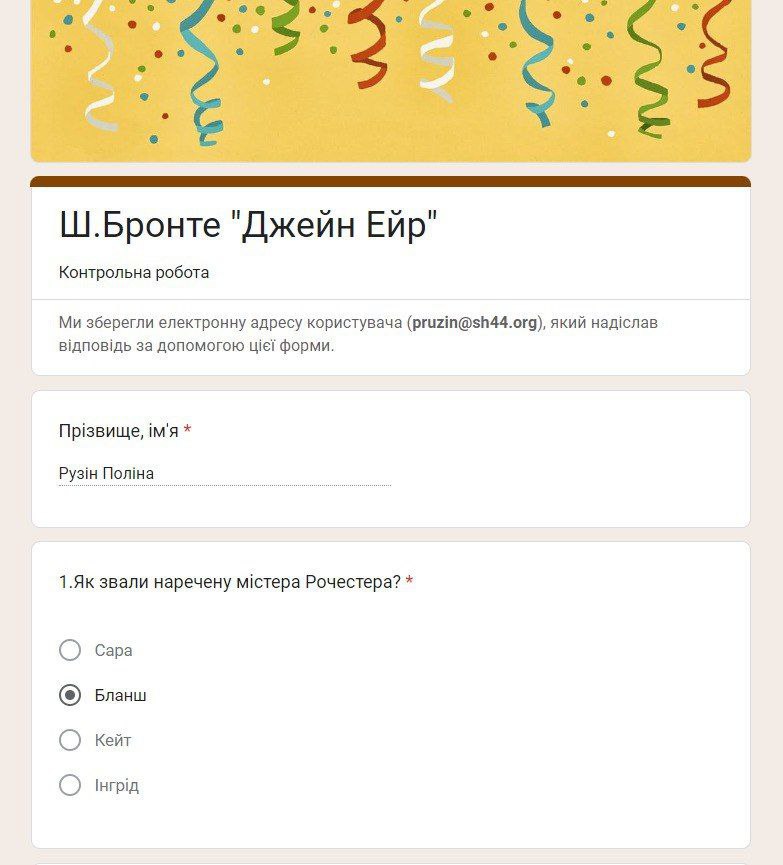 Ш.Бронте "Джейн Ейр"
Контрольна робота
Ми зберегли електронну адресу користувача (pruzin@sh44.org), який надіслав
відповідь за допомогою цієї форми.
Прізвище, ім'я *
Рузін Поліна
1.Як звали наречену містера Рочестера? *
Сара
Бланш
Кейт
Інгрід